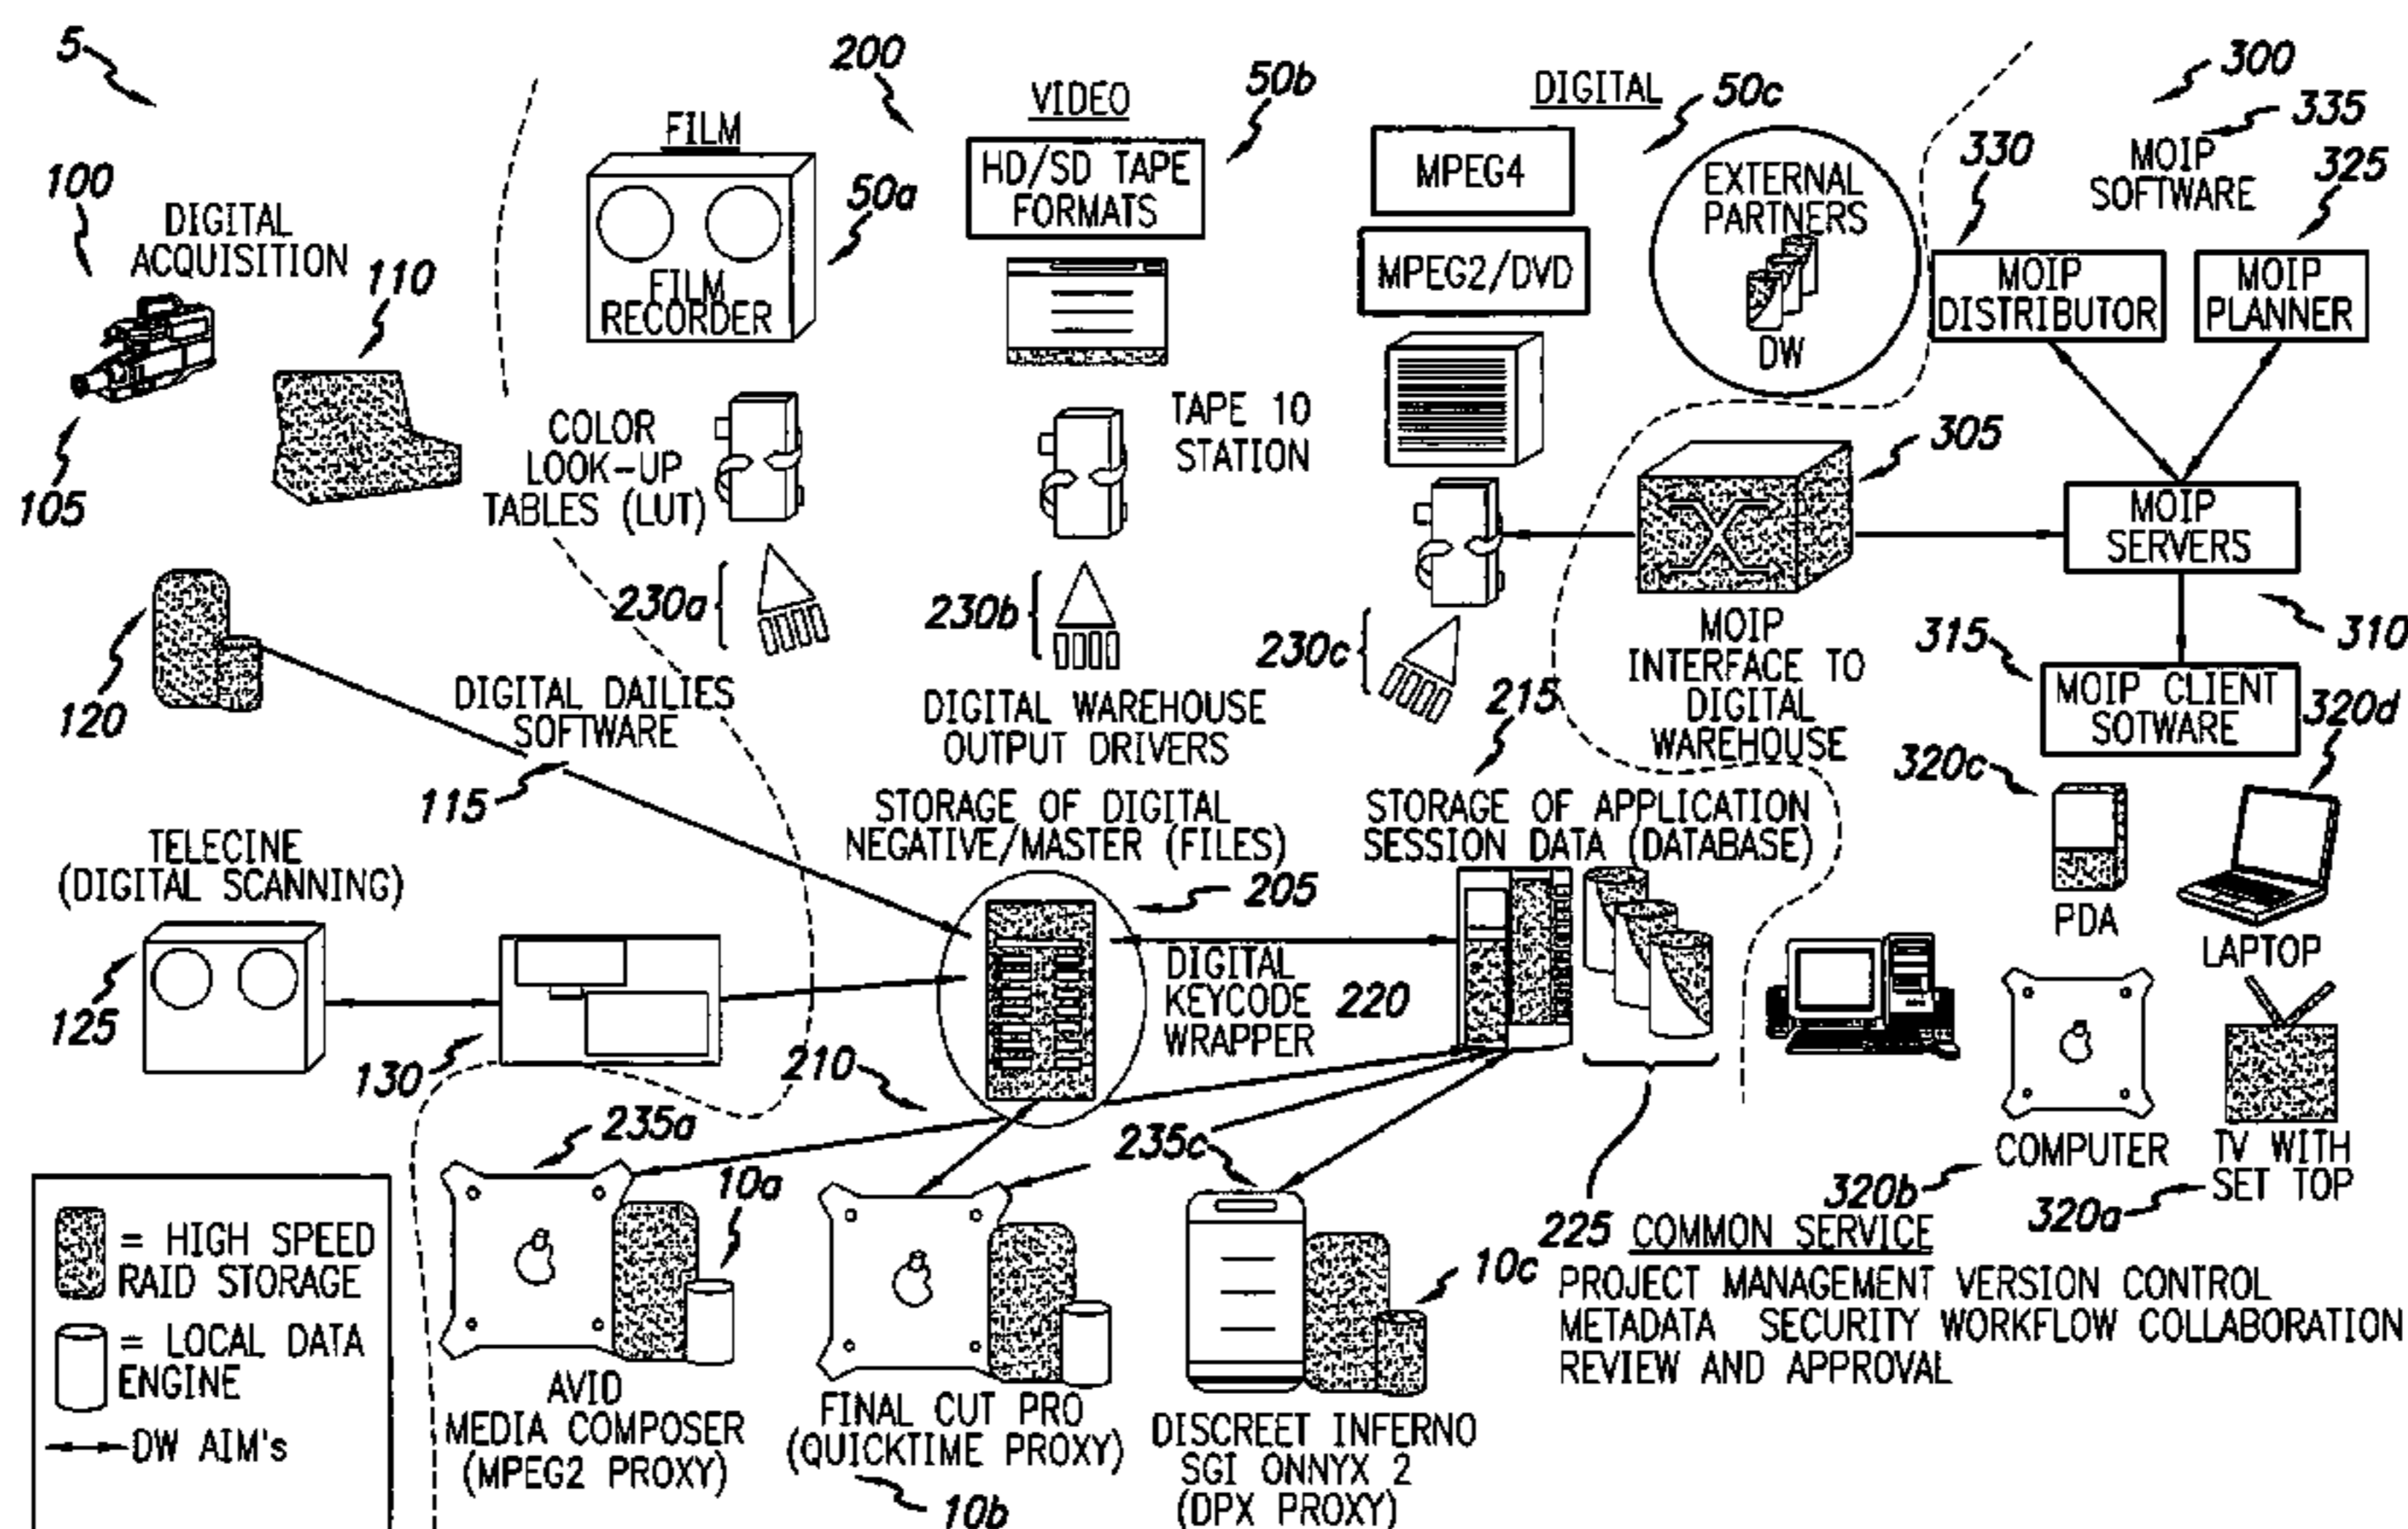 5
100
DIGITAL
ACQUISITION
105
110
120
DIGITAL DAILIES
SOFTWARE
115
TELECINE
(DIGITAL SCANNING)
125
130
200
FILM
FILM
RECORDER
50a
COLOR
LOOK-UP
TABLES (LUT)
230a
VIDEO
HD/SD TAPE
FORMATS
50b
TAPE 10
STATION
230b
DIGITAL WAREHOUSE
OUTPUT DRIVERS
DIGITAL
50c
MPEG4
MPEG2/DVD
230c
EXTERNAL
PARTNERS
DW
300
335
MOIP
SOFTWARE
330
325
MOIP
DISTRIBUTOR
MOIP
PLANNER
305
MOIP
INTERFACE TO
DIGITAL
WAREHOUSE
MOIP
SERVERS
310
315
MOIP CLIENT
SOTWARE
320d
320c
PDA
LAPTOP
COMPUTER
320b
TV WITH
SET TOP
320a
STORAGE OF DIGITAL
NEGATIVE/MASTER (FILES)
205
215
STORAGE OF APPLICATION
SESSION DATA (DATABASE)
DIGITAL
KEYCODE
WRAPPER
220
210
225
COMMON SERVICE
PROJECT MANAGEMENT VERSION CONTROL
METADATA SECURITY WORKFLOW COLLABORATION
REVIEW AND APPROVAL
235a
10a
AVID
MEDIA COMPOSER
(MPEG2 PROXY)
235c
FINAL CUT PRO
(QUICKTIME PROXY)
10b
10c
DISCREET INFERNO
SGI ONNYX 2
(DPX PROXY)
= HIGH SPEED
RAID STORAGE
= LOCAL DATA
ENGINE
DW AIM's